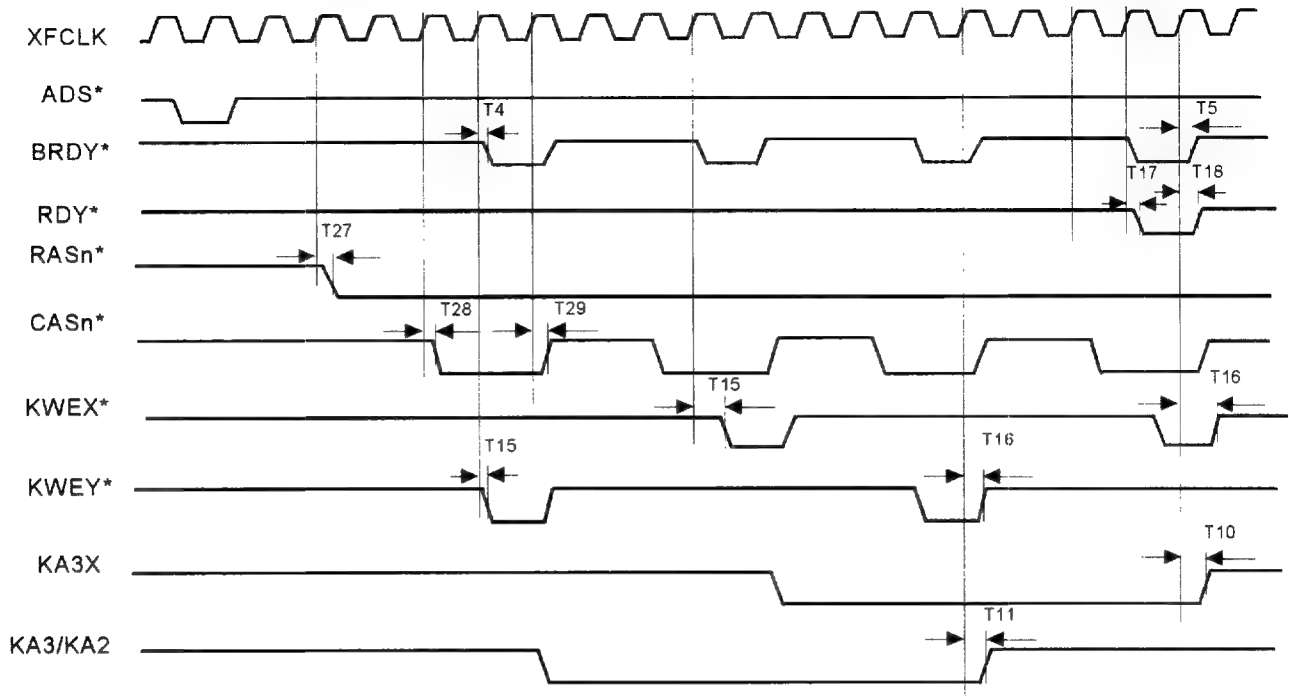 XFCLK
ADS*
T4
T5
BRDY*
T17 T18
RDY*
T27
RASn*
T28 T29
CASn*
T15 T16
KWEX*
T15 T16
KWEY*
T10
KA3X
T11
KA3/KA2